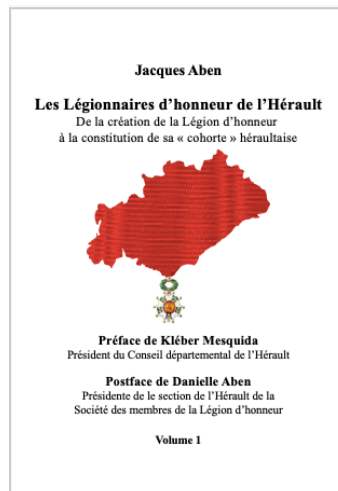 Jacques Aben
Les Légionnaires d'honneur de l'Hérault
De la création de la Légion d'honneur
à la constitution de sa « cohorte » héraultaise
Préface de Kléber Mesquida
Président du Conseil départemental de l'Hérault
Postface de Danielle Aben
Présidente de le section de l'Hérault de la
Société des membres de la Légion d'honneur
Volume 1